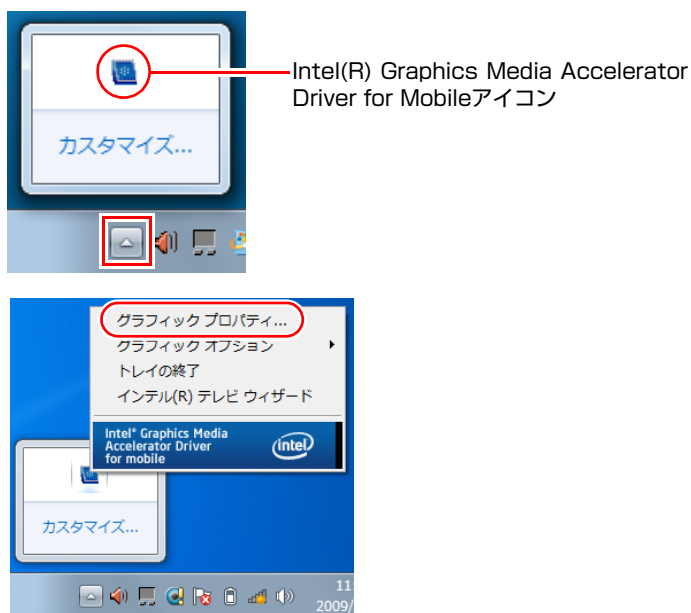 Intel(R) Graphics Media Accelerator
Driver for Mobileアイコン
カスタマイズ...
グラフィック プロパティ...
グラフィック オプション
トレイの終了
インテル(R) テレビ ウィザード
Intel® Graphics Media
Accelerator Driver
for mobile
intel
カスタマイズ...
11
2009/